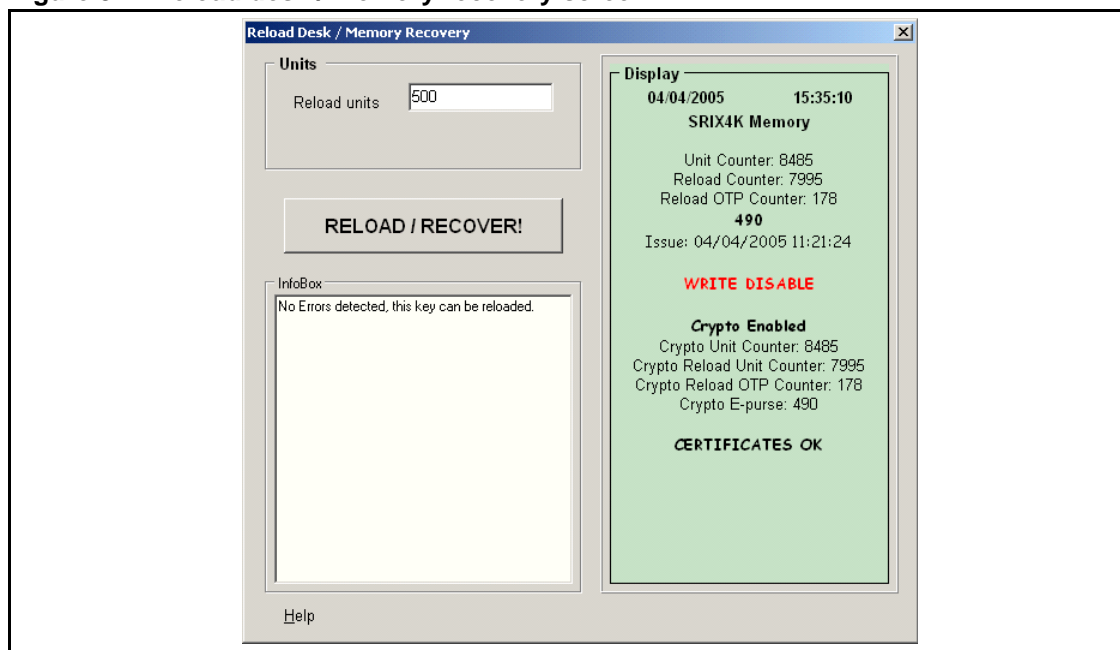 Reload Desk / Memory Recovery
Units
Reload units 500
RELOAD / RECOVER!
InfoBox
No Errors detected, this key can be reloaded.
Help
Display
04/04/2005 15:35:10
SRIX4K Memory
Unit Counter: 8485
Reload Counter: 7995
Reload OTP Counter: 178
490
Issue: 04/04/2005 11:21:24
WRITE DISABLE
Crypto Enabled
Crypto Unit Counter: 8485
Crypto Reload Unit Counter: 7995
Crypto Reload OTP Counter: 178
Crypto E-purse: 490
CERTIFICATES OK